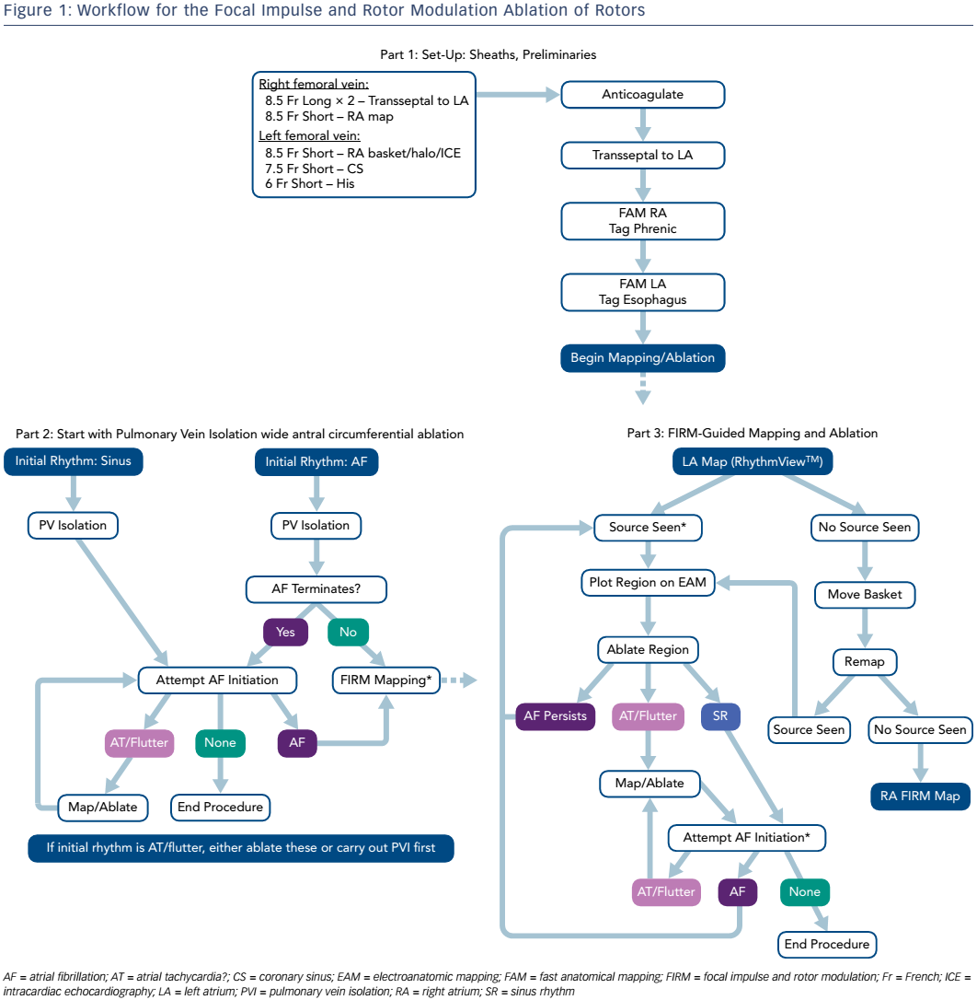 Figure 1: Workflow for the Focal Impulse and Rotor Modulation Ablation of Rotors
Part 1: Set-Up: Sheaths, Preliminaries
Right femoral vein:
8.5 Fr Long × 2 – Transseptal to LA
8.5 Fr Short – RA map
Left femoral vein:
8.5 Fr Short – RA basket/halo/ICE
7.5 Fr Short – CS
6 Fr Short – His
Anticoagulate
Transseptal to LA
FAM RA
Tag Phrenic
FAM LA
Tag Esophagus
Begin Mapping/Ablation
Part 2: Start with Pulmonary Vein Isolation wide antral circumferential ablation
Initial Rhythm: Sinus
Initial Rhythm: AF
PV Isolation
PV Isolation
AF Terminates?
Yes
No
Attempt AF Initiation
FIRM Mapping*
AT/Flutter
None
AF
Map/Ablate
End Procedure
If initial rhythm is AT/flutter, either ablate these or carry out PVI first
Part 3: FIRM-Guided Mapping and Ablation
LA Map (RhythmView™)
Source Seen*
No Source Seen
Plot Region on EAM
Move Basket
Ablate Region
Remap
AF Persists
AT/Flutter
SR
Source Seen
No Source Seen
Map/Ablate
RA FIRM Map
Attempt AF Initiation*
AT/Flutter
AF
None
End Procedure
AF = atrial fibrillation; AT = atrial tachycardia?; CS = coronary sinus; EAM = electroanatomic mapping; FAM = fast anatomical mapping; FIRM = focal impulse and rotor modulation; Fr = French; ICE =
intracardiac echocardiography; LA = left atrium; PVI = pulmonary vein isolation; RA = right atrium; SR = sinus rhythm